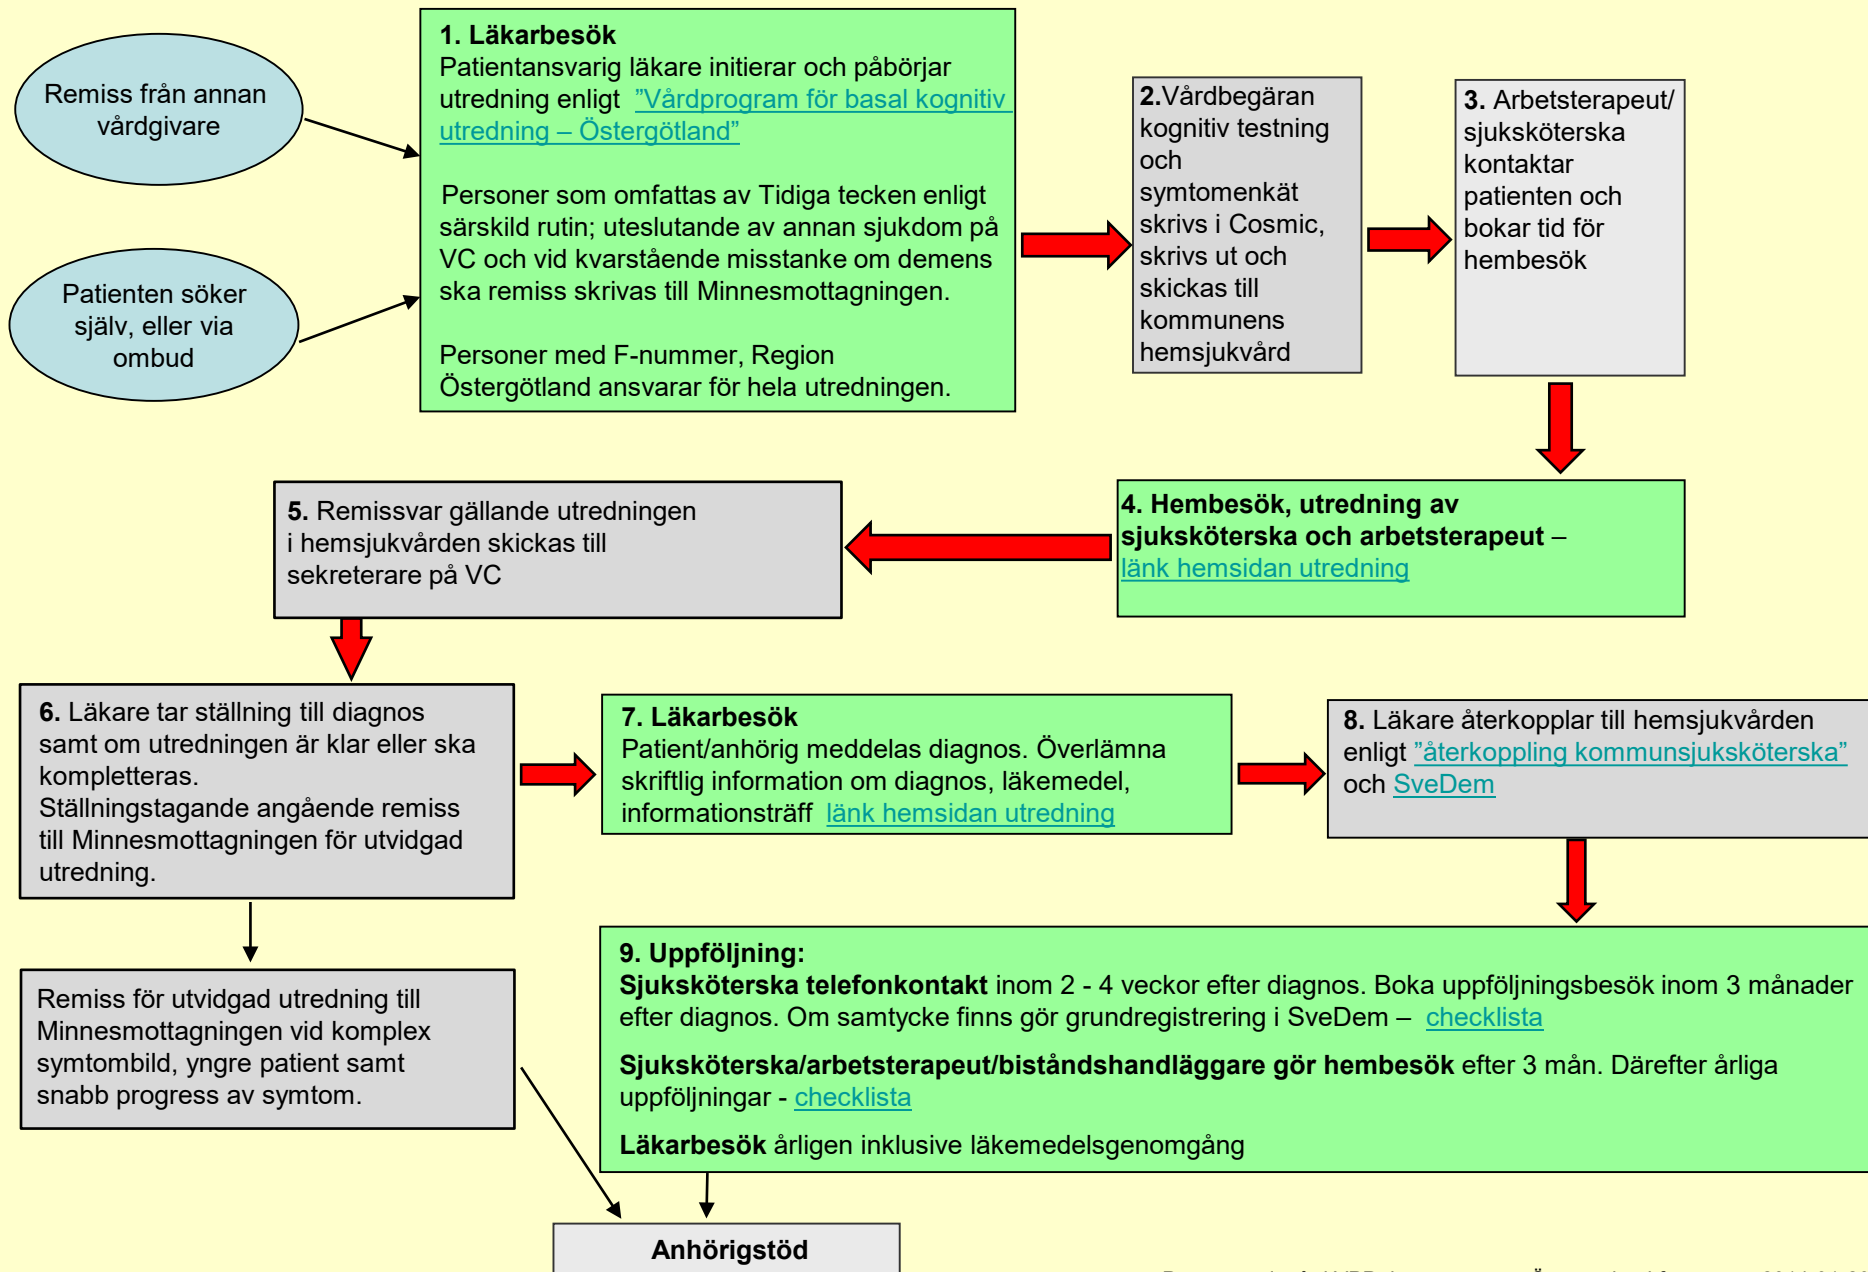 Remiss från annan
vårdgivare
Patienten söker
själv, eller via
ombud
1. Läkarbesök
Patientansvarig läkare initierar och påbörjar
utredning enligt ”Vårdprogram för basal kognitiv
utredning – Östergötland”
Personer som omfattas av Tidiga tecken enligt
särskild rutin; uteslutande av annan sjukdom på
VC och vid kvarstående misstanke om demens
ska remiss skrivas till Minnesmottagningen.
Personer med F-nummer, Region
Östergötland ansvarar för hela utredningen.
2.Vårdbegäran
kognitiv testning
och
symtomenkät
skrivs i Cosmic,
skrivs ut och
skickas till
kommunens
hemsjukvård
3. Arbetsterapeut/
sjuksköterska
kontaktar
patienten och
bokar tid för
hembesök
4. Hembesök, utredning av
sjuksköterska och arbetsterapeut –
länk hemsidan utredning
5. Remissvar gällande utredningen
i hemsjukvården skickas till
sekreterare på VC
6. Läkare tar ställning till diagnos
samt om utredningen är klar eller ska
kompletteras.
Ställningstagande angående remiss
till Minnesmottagningen för utvidgad
utredning.
7. Läkarbesök
Patient/anhörig meddelas diagnos. Överlämna
skriftlig information om diagnos, läkemedel,
informationsträff länk hemsidan utredning
8. Läkare återkopplar till hemsjukvården
enligt ”återkoppling kommunsjuksköterska”
och SveDem
Remiss för utvidgad utredning till
Minnesmottagningen vid komplex
symtombild, yngre patient samt
snabb progress av symtom.
9. Uppföljning:
Sjuksköterska telefonkontakt inom 2 - 4 veckor efter diagnos. Boka uppföljningsbesök inom 3 månader
efter diagnos. Om samtycke finns gör grundregistrering i SveDem – checklista
Sjuksköterska/arbetsterapeut/biståndshandläggare gör hembesök efter 3 mån. Därefter årliga
uppföljningar - checklista
Läkarbesök årligen inklusive läkemedelsgenomgång
Anhörigstöd